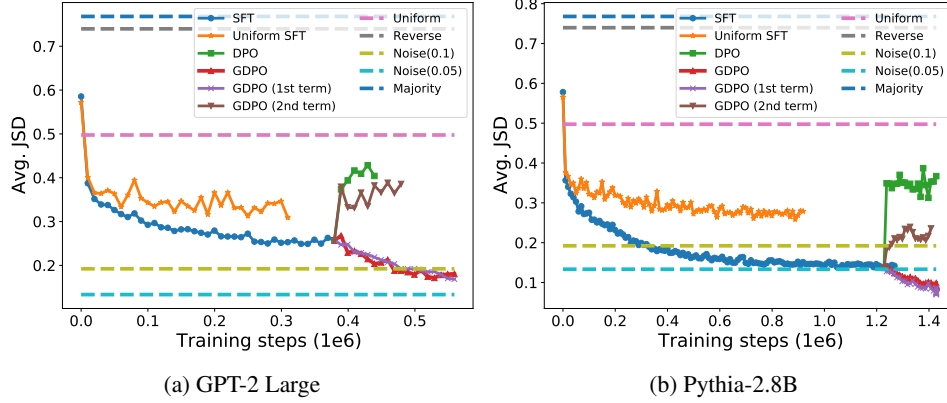 SFT
Uniform SFT
DPO
GDPO
GDPO (1st term)
GDPO (2nd term)
Uniform
Reverse
Noise(0.1)
Noise(0.05)
Majority
Avg. JSD
0.7
0.6
0.5
0.4
0.3
0.2
0.0
0.1
0.2
0.3
0.4
0.5
Training steps (1e6)
(a) GPT-2 Large
SFT
Uniform SFT
DPO
GDPO
GDPO (1st term)
GDPO (2nd term)
Uniform
Reverse
Noise(0.1)
Noise(0.05)
Majority
Avg. JSD
0.8
0.7
0.6
0.5
0.4
0.3
0.2
0.1
0.0
0.2
0.4
0.6
0.8
1.0
1.2
1.4
Training steps (1e6)
(b) Pythia-2.8B